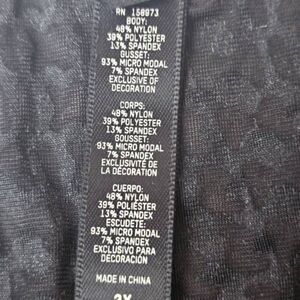 RN 158973
BODY:
48% NYLON
39% POLYESTER
13% SPANDEX
GUSSET:
93% MICRO MODAL
7% SPANDEX
EXCLUSIVE OF
DECORATION
CORPS:
48% NYLON
39% POLYESTER
13% SPANDEX
GOUSSET:
93% MICRO MODAL
7% SPANDEX
EXCLUSIVITÉ DE
LA DÉCORATION
CUERPO:
48% NYLON
39% POLIÉSTER
13% SPANDEX
ESCUDETE:
93% MICRO MODAL
7% SPANDEX
EXCLUSIVO PARA
DECORACIÓN
MADE IN CHINA
2X